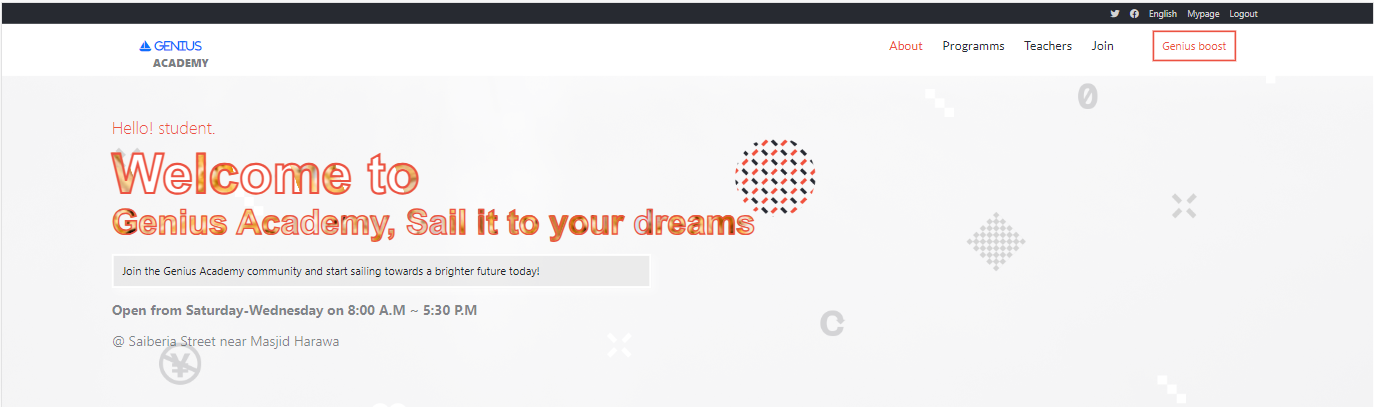 English Mypage Logout
GENIUS
ACADEMY
About Programms Teachers Join Genius boost
Hello! student.
Welcome to
Genius Academy, Sail it to your dreams
Join the Genius Academy community and start sailing towards a brighter future today!
Open from Saturday-Wednesday on 8:00 A.M ~ 5:30 P.M
@ Saiberia Street near Masjid Harawa